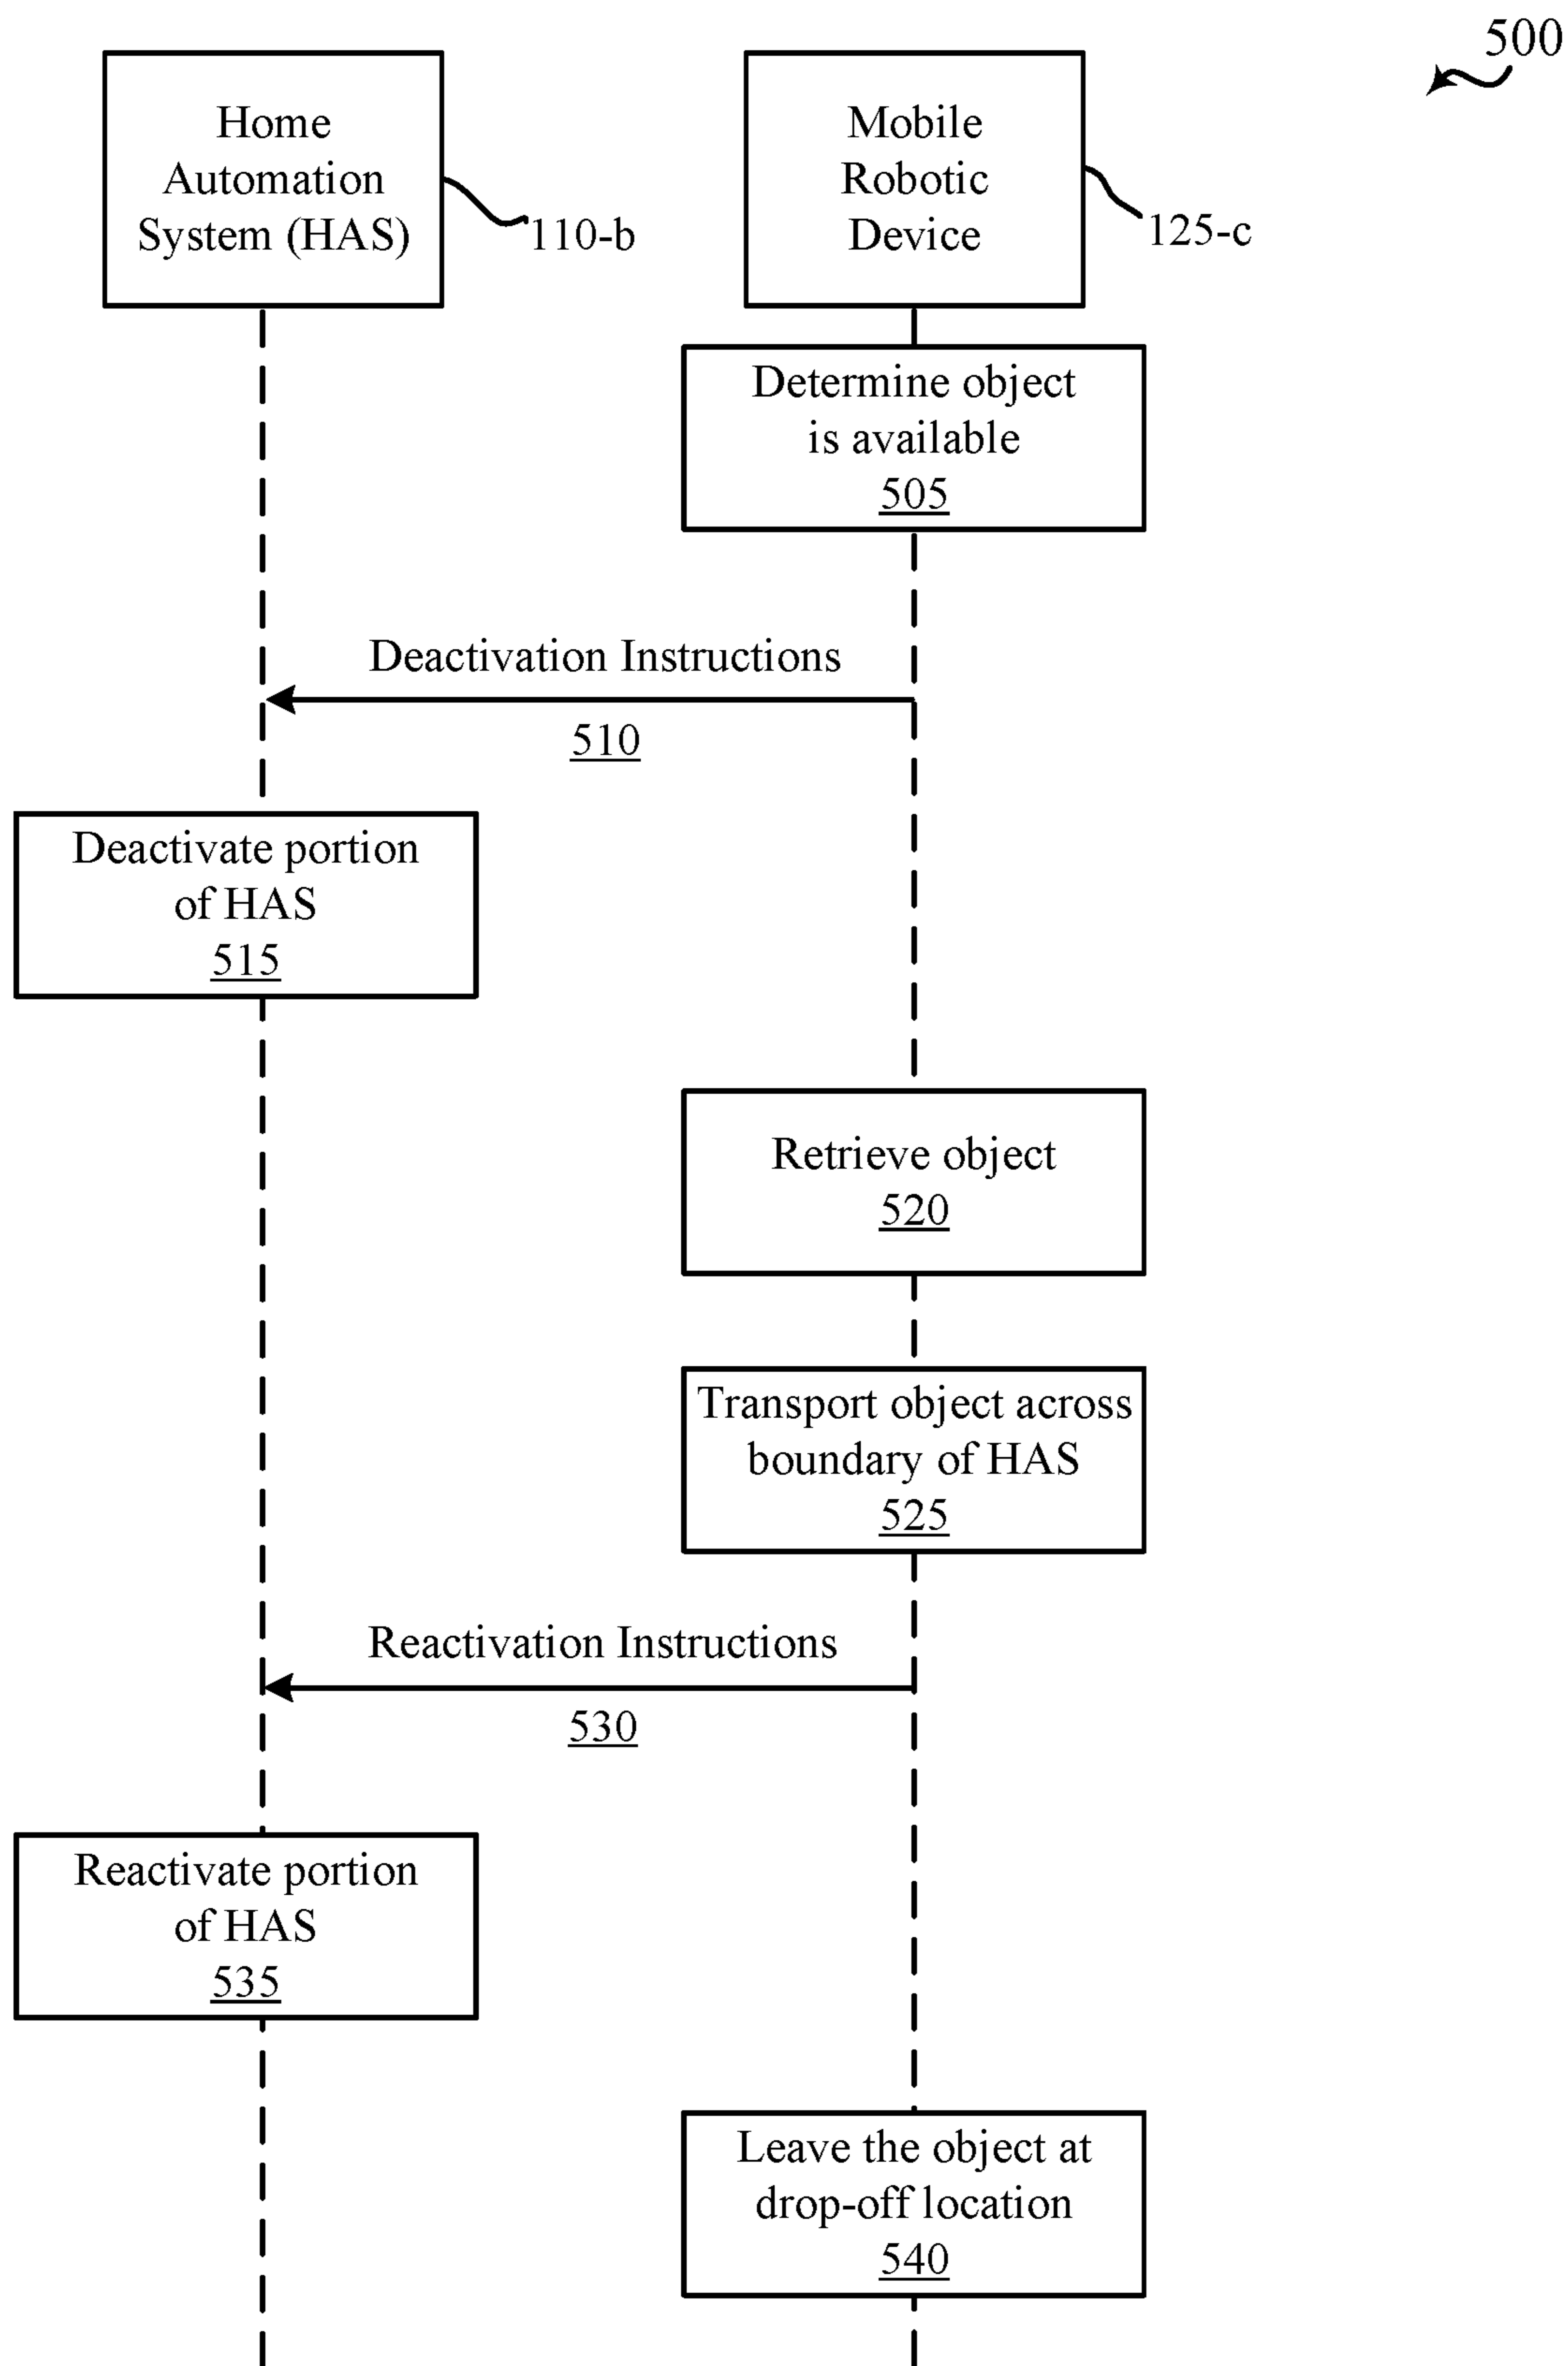 500
Home
Automation
System (HAS)
110-b
Mobile
Robotic
Device
125-c
Determine object
is available
505
Deactivation Instructions
510
Deactivate portion
of HAS
515
Retrieve object
520
Transport object across
boundary of HAS
525
Reactivation Instructions
530
Reactivate portion
of HAS
535
Leave the object at
drop-off location
540